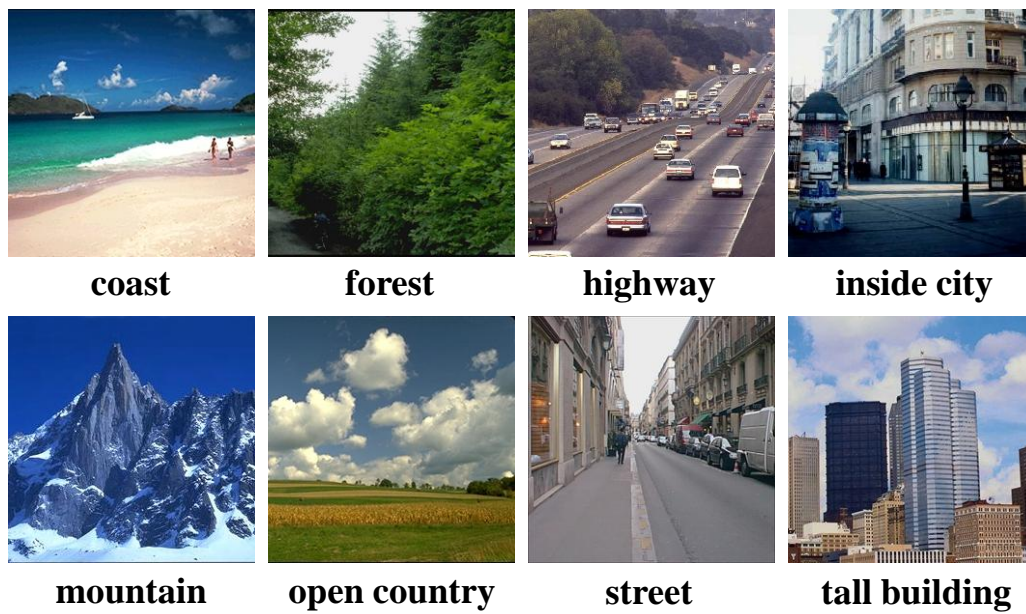 coast
forest
highway
inside city
mountain
open country
street
tall building